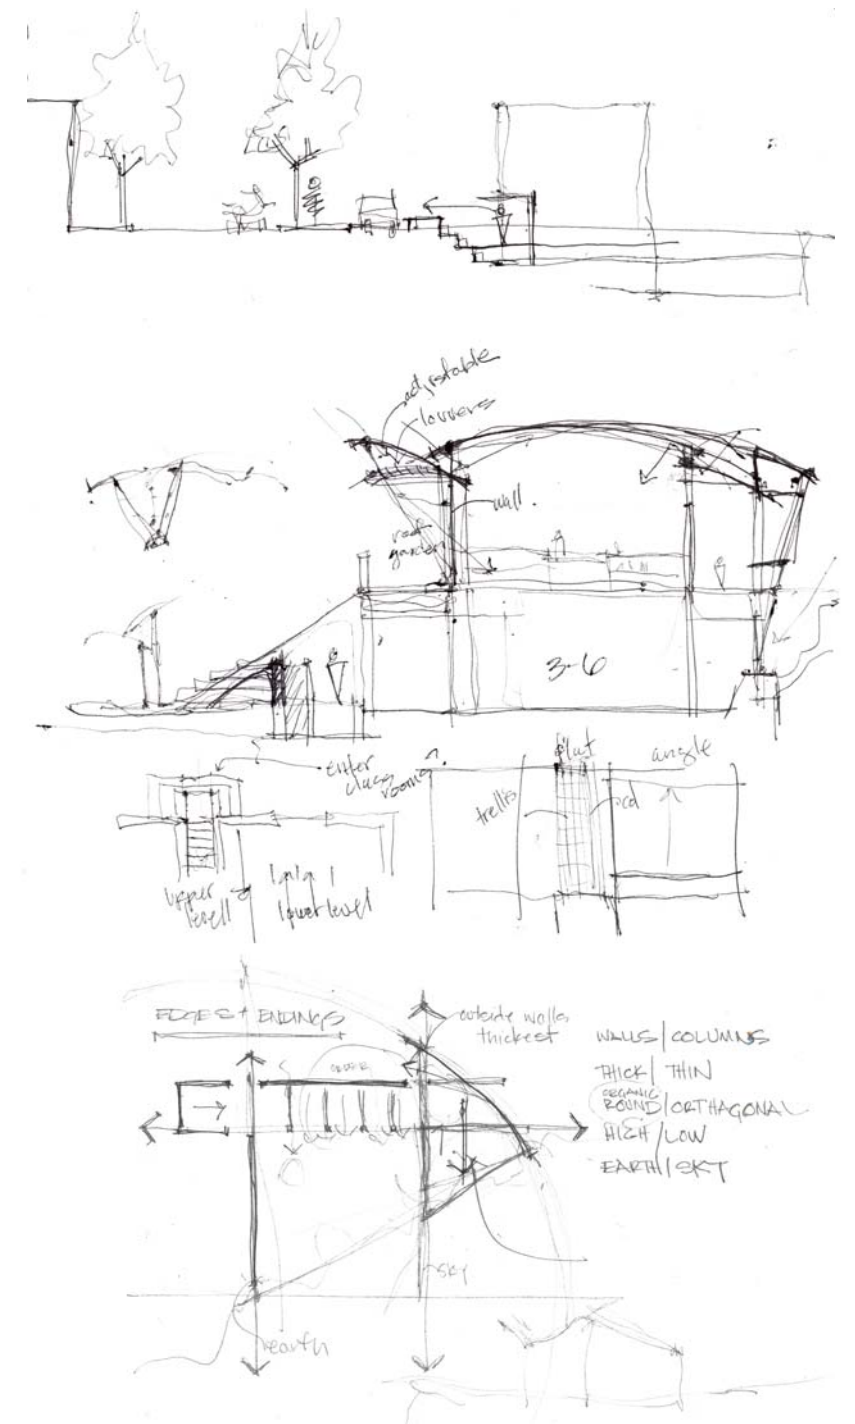 adjustable
louvers
wall.
roof
garden
3-6
enter
class
rooms
flat
angle
trellis
upper
level
lower level
EDGES + ENDINGS
outside walls
thickest
WALLS/COLUMNS
THICK/THIN
ORGANIC
ROUND/ORTHAGONAL
HIGH/LOW
EARTH/SKY
SKY
earth